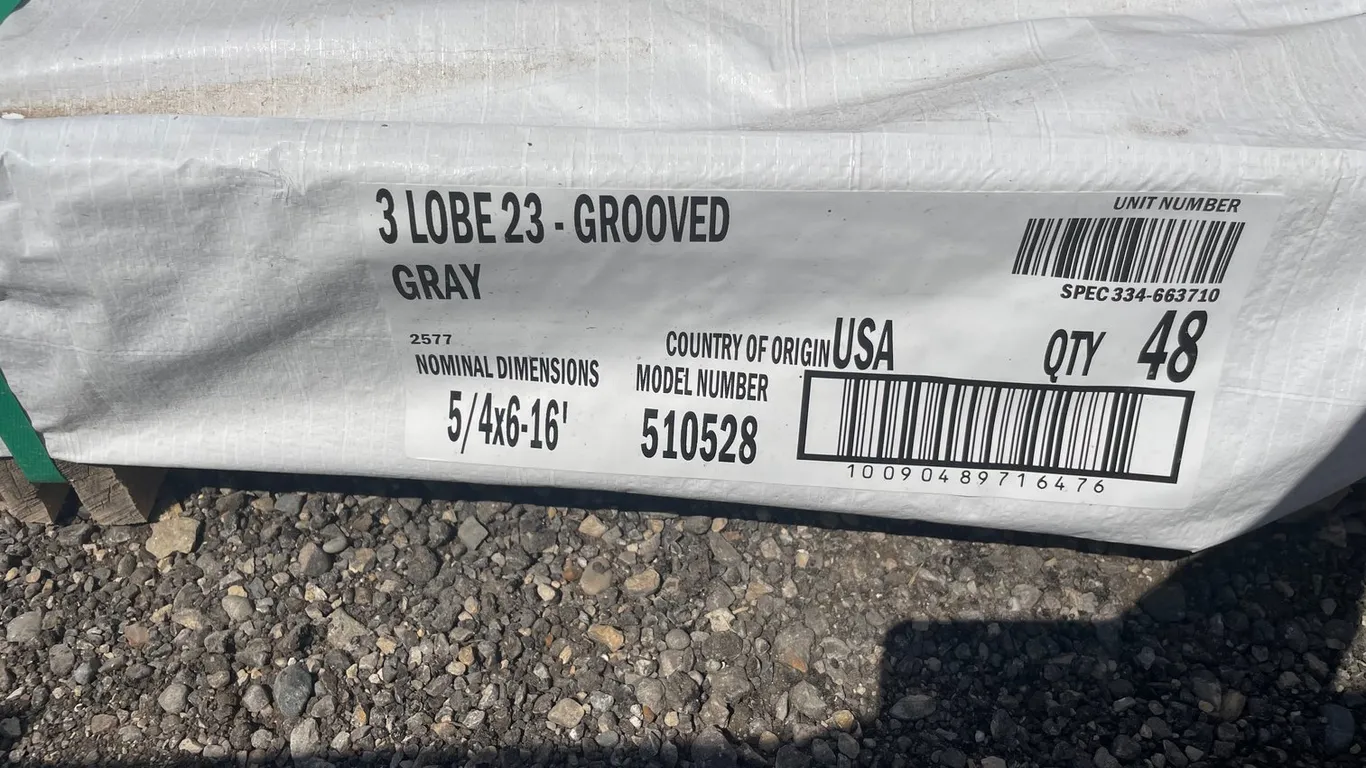 3 LOBE 23 - GROOVED
GRAY
UNIT NUMBER
SPEC 334-663710
2577
COUNTRY OF ORIGIN USA
QTY 48
NOMINAL DIMENSIONS
5/4x6-16'
MODEL NUMBER
510528
10090489716476